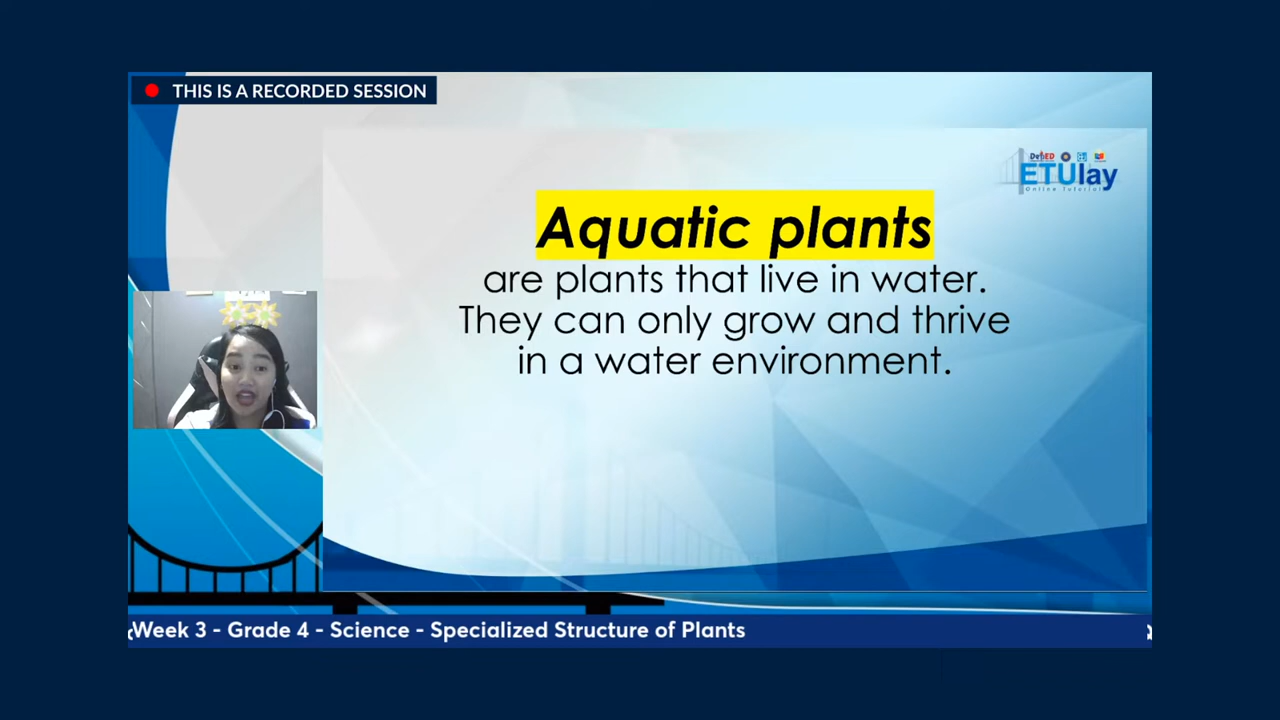 THIS IS A RECORDED SESSION
DepED
ETUlay
Online Tutorial
Aquatic plants
are plants that live in water.
They can only grow and thrive
in a water environment.
Week 3 - Grade 4 - Science - Specialized Structure of Plants